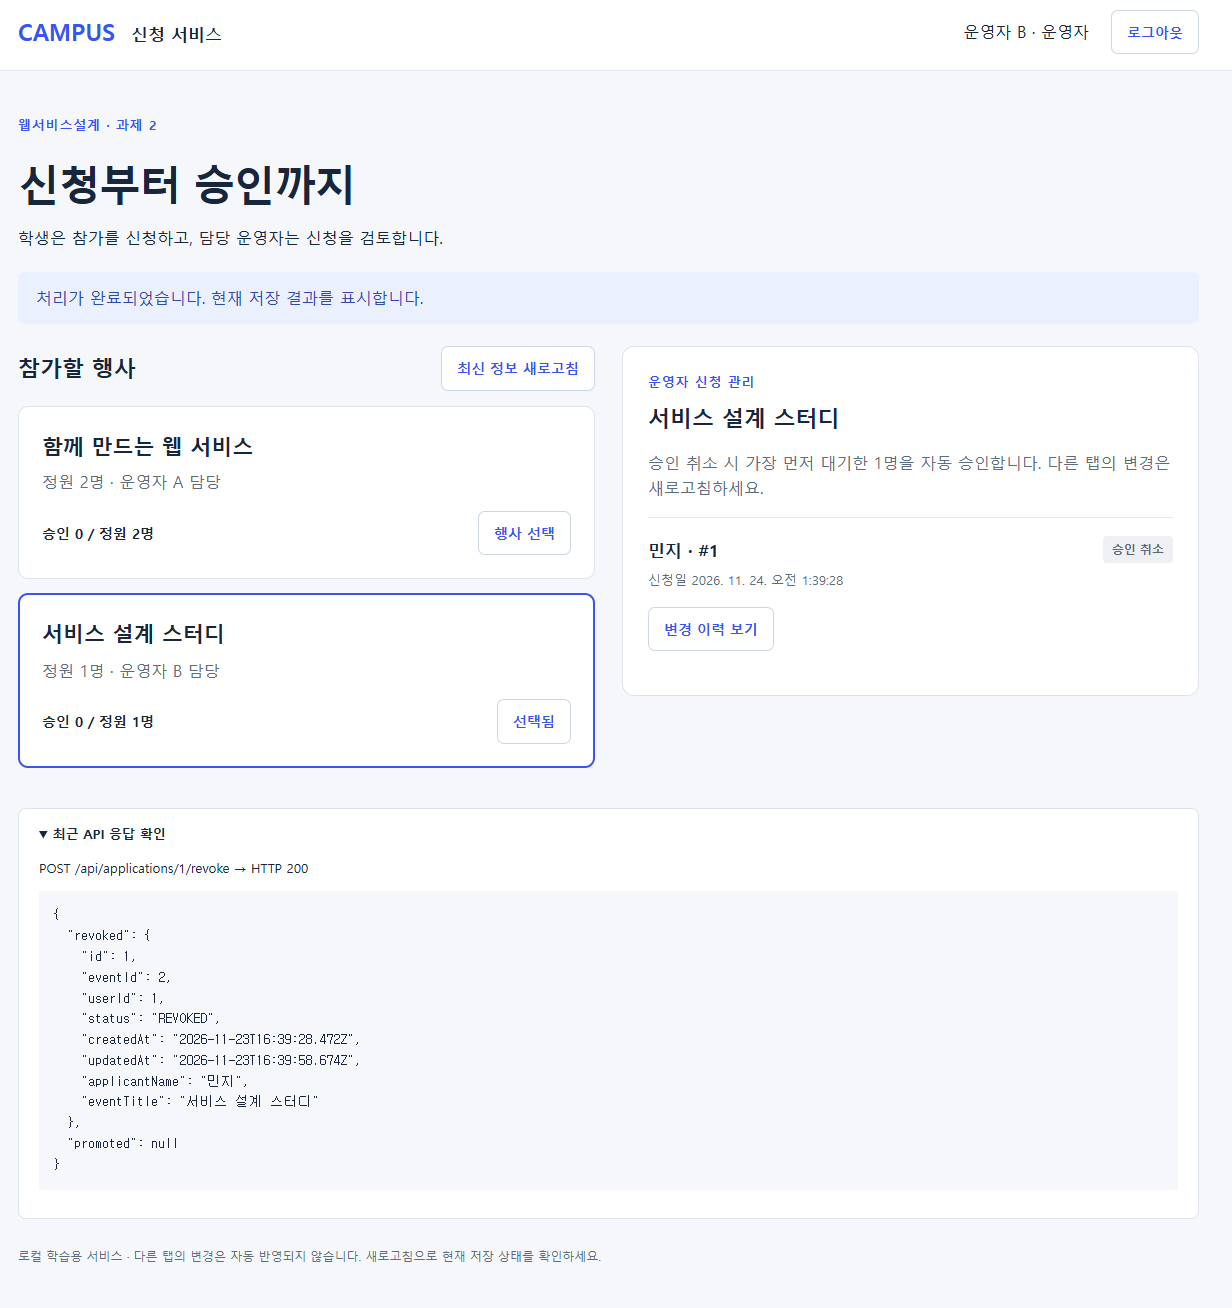 CAMPUS 신청 서비스
운영자 B · 운영자
로그아웃
웹서비스설계 · 과제 2
신청부터 승인까지
학생은 참가를 신청하고, 담당 운영자는 신청을 검토합니다.
처리가 완료되었습니다. 현재 저장 결과를 표시합니다.
참가할 행사
최신 정보 새로고침
함께 만드는 웹 서비스
정원 2명 · 운영자 A 담당
승인 0 / 정원 2명
행사 선택
서비스 설계 스터디
정원 1명 · 운영자 B 담당
승인 0 / 정원 1명
선택됨
운영자 신청 관리
서비스 설계 스터디
승인 취소 시 가장 먼저 대기한 1명을 자동 승인합니다. 다른 탭의 변경은
새로고침하세요.
민지 · #1
승인 취소
신청일 2026. 11. 24. 오전 1:39:28
변경 이력 보기
▼ 최근 API 응답 확인
POST /api/applications/1/revoke → HTTP 200
{
"revoked": {
"id": 1,
"eventId": 2,
"userId": 1,
"status": "REVOKED",
"createdAt": "2026-11-23T16:39:28.472Z",
"updatedAt": "2026-11-23T16:39:58.674Z",
"applicantName": "민지",
"eventTitle": "서비스 설계 스터디"
},
"promoted": null
}
로컬 학습용 서비스 · 다른 탭의 변경은 자동 반영되지 않습니다. 새로고침으로 현재 저장 상태를 확인하세요.